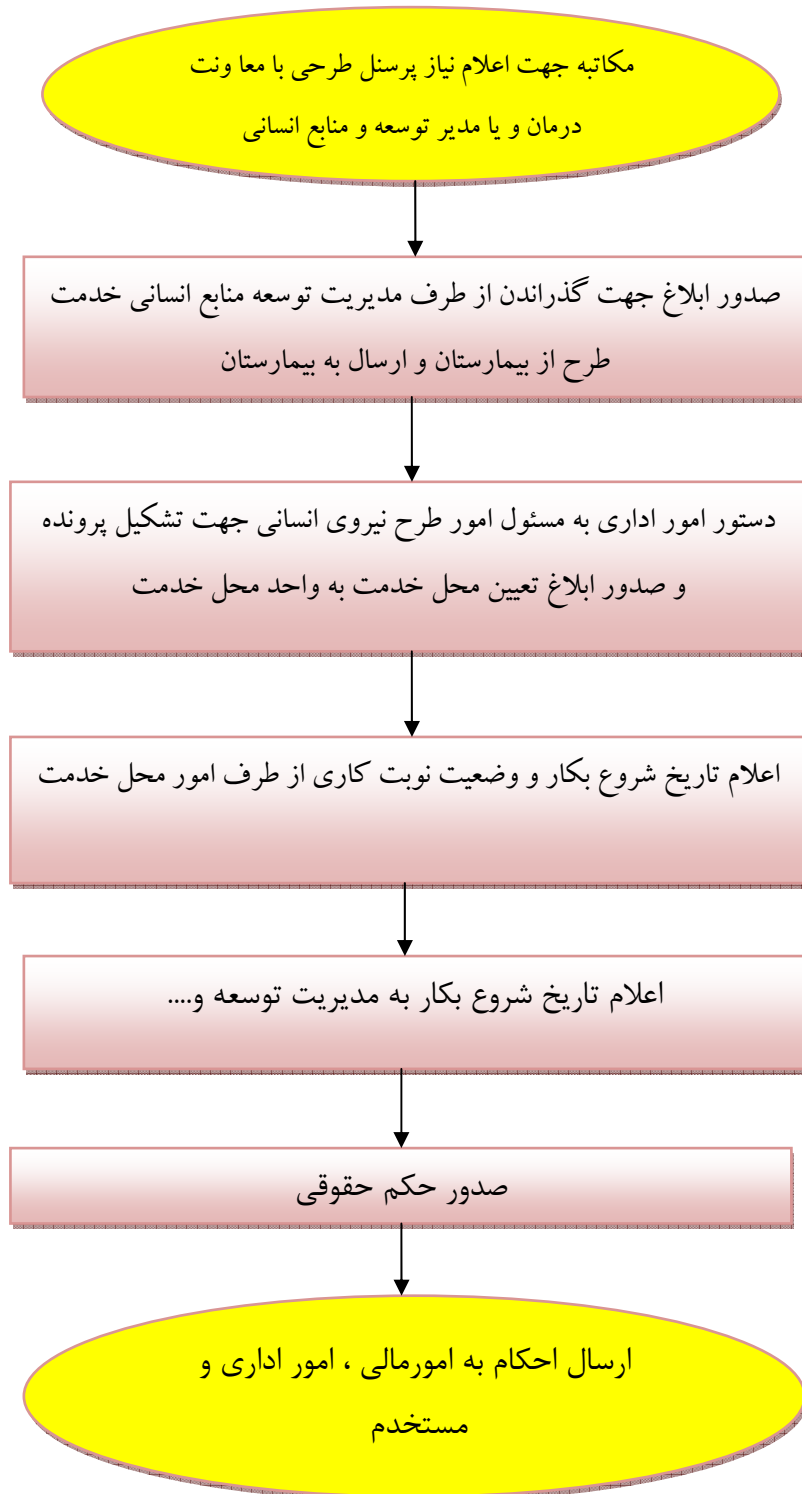 مکاتبه جهت اعلام نیاز پرسنل طرحی با معا ونت
درمان و یا مدیر توسعه و منابع انسانی
صدور ابلاغ جهت گذراندن از طرف مدیریت توسعه منابع انسانی خدمت
طرح از بیمارستان و ارسال به بیمارستان
دستور امور اداری به مسئول امور طرح نیروی انسانی جهت تشکیل پرونده
و صدور ابلاغ تعیین محل خدمت به واحد محل خدمت
اعلام تاریخ شروع بکار و وضعیت نوبت کاری از طرف امور محل خدمت
اعلام تاریخ شروع بکار به مدیریت توسعه و....
صدور حکم حقوقی
ارسال احکام به امورمالی ، امور اداری و
مستخدم